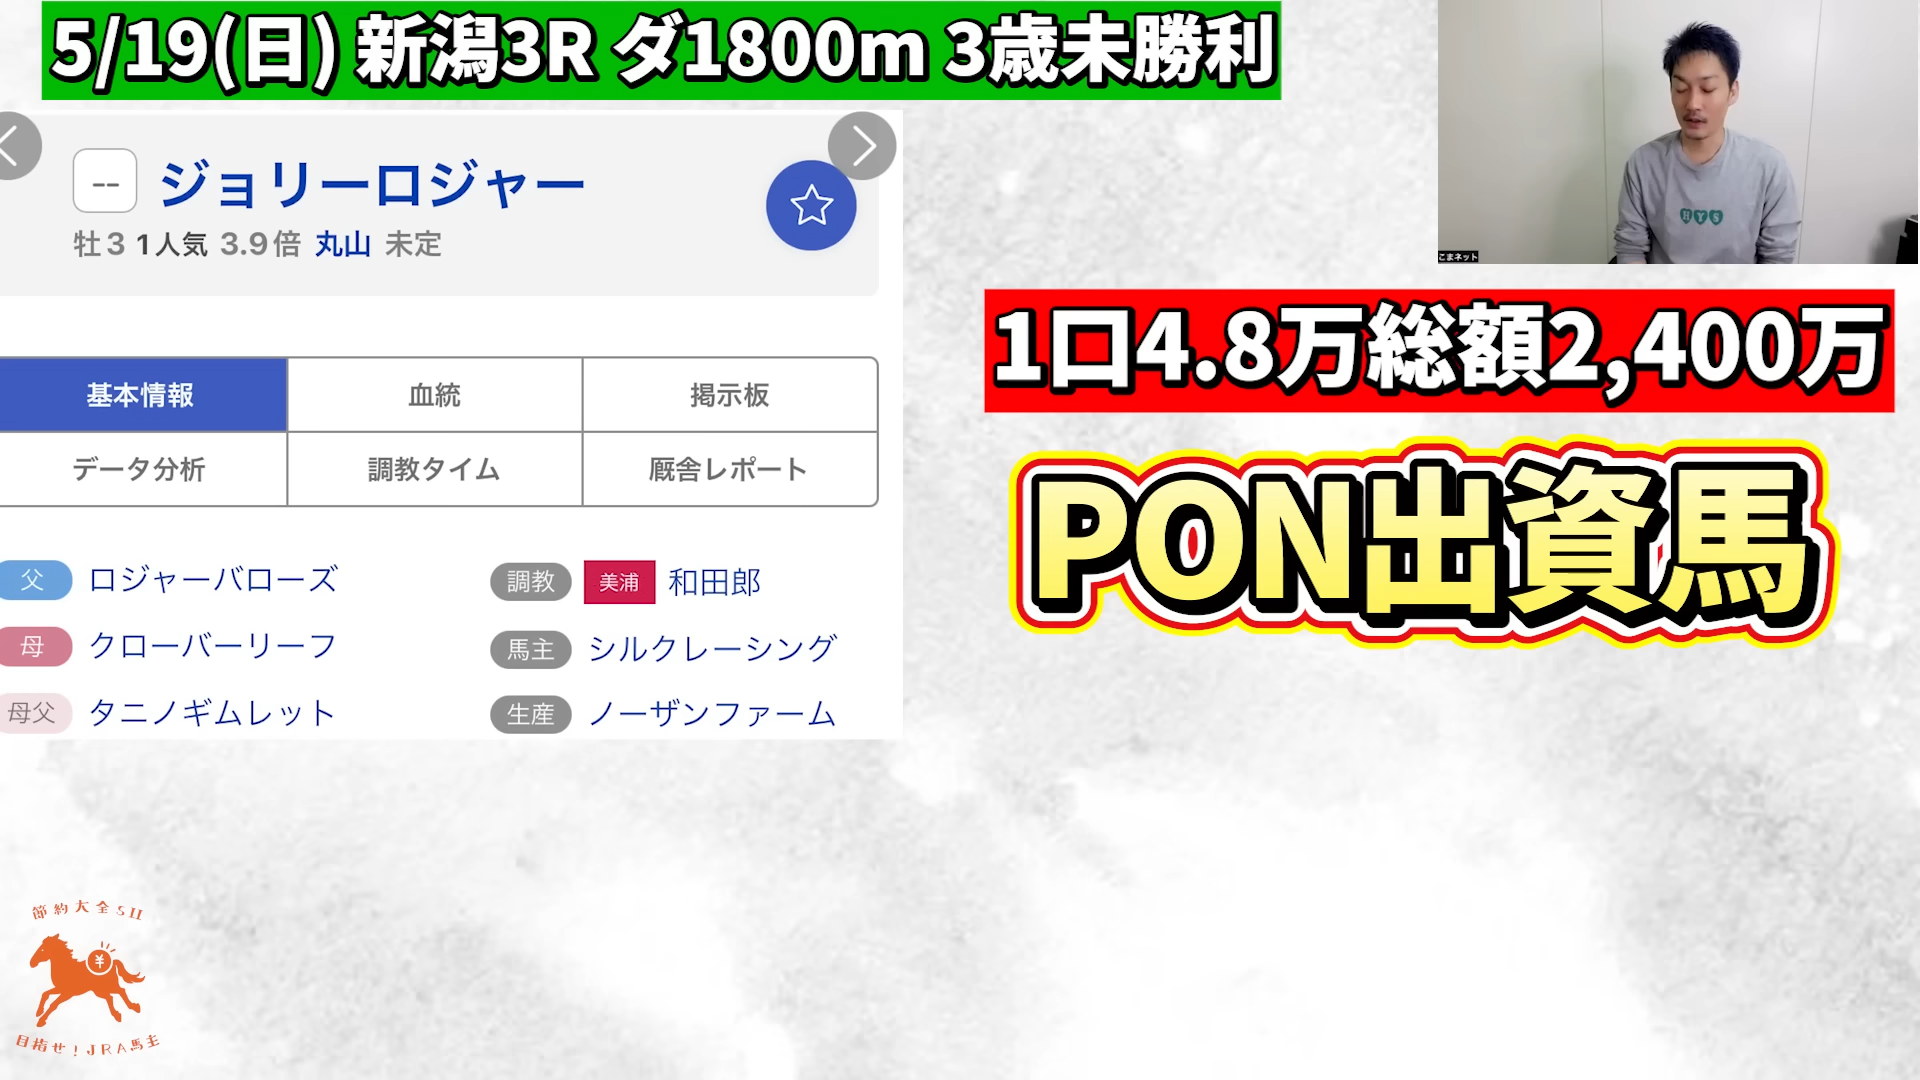 5/19(日) 新潟3R ダ1800m 3歳未勝利
HYS
こまネット
-- ジョリーロジャー
牡3 1人気 3.9倍 丸山 未定
1口4.8万総額2,400万
PON出資馬
基本情報 血統 掲示板
データ分析 調教タイム 厩舎レポート
父 ロジャーバローズ 調教 美浦 和田郎
母 クローバーリーフ 馬主 シルクレーシング
母父 タニノギムレット 生産 ノーザンファーム
節約大全SII
¥
目指せ!JRA馬主